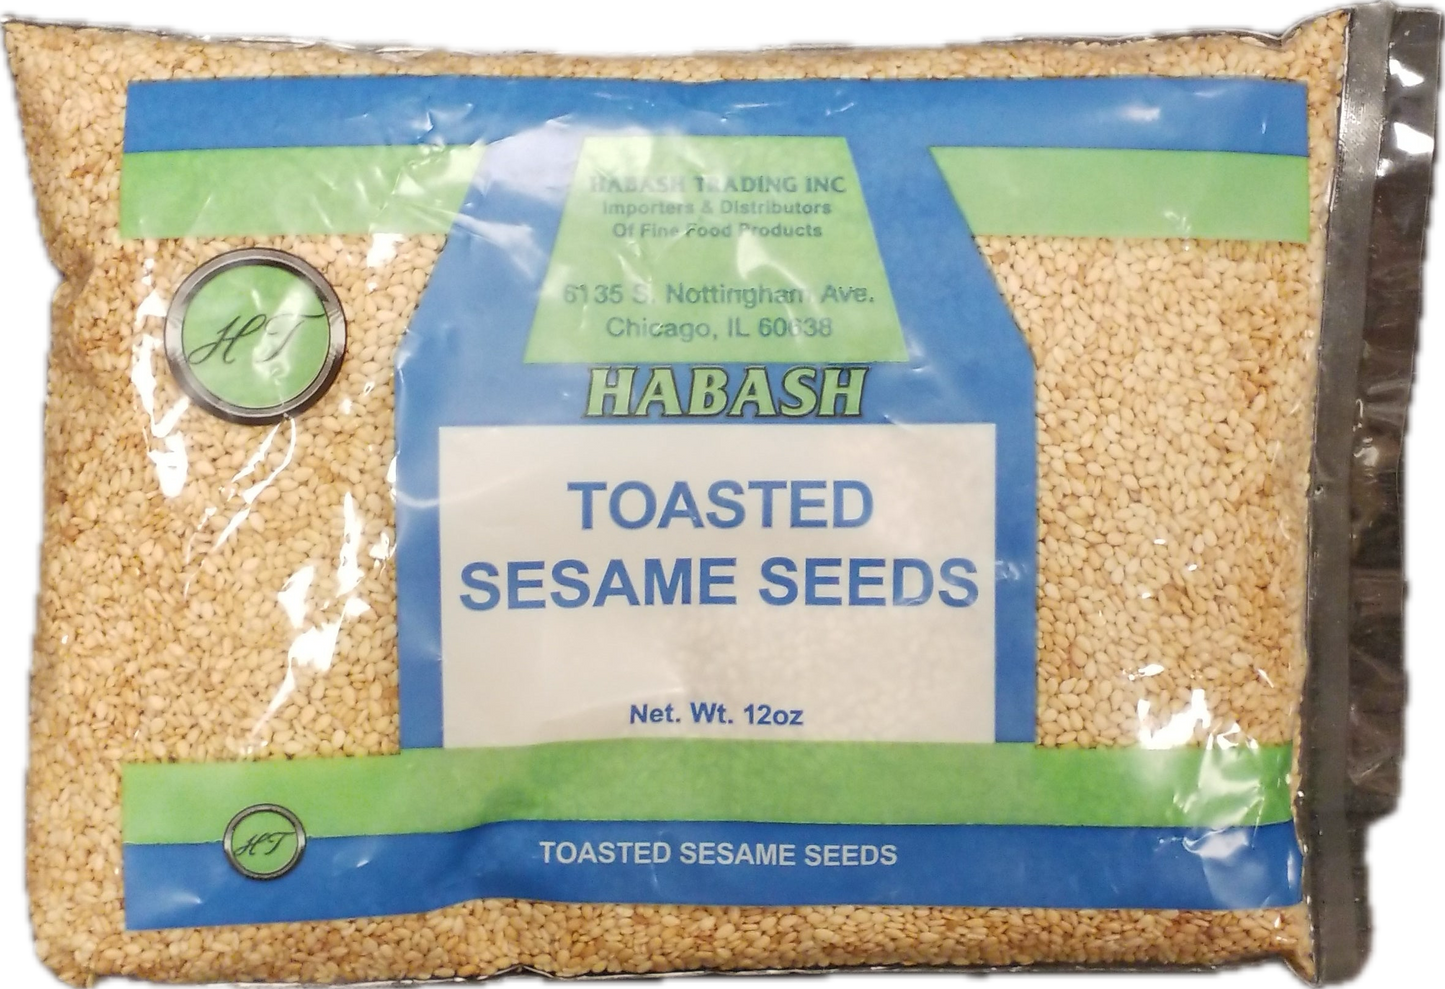 HABASH TRADING INC
Importers & Distributors
Of Fine Food Products
6135 S. Nottingham Ave.
Chicago, IL 60638
HT
HABASH
TOASTED
SESAME SEEDS
Net. Wt. 12oz
HT
TOASTED SESAME SEEDS